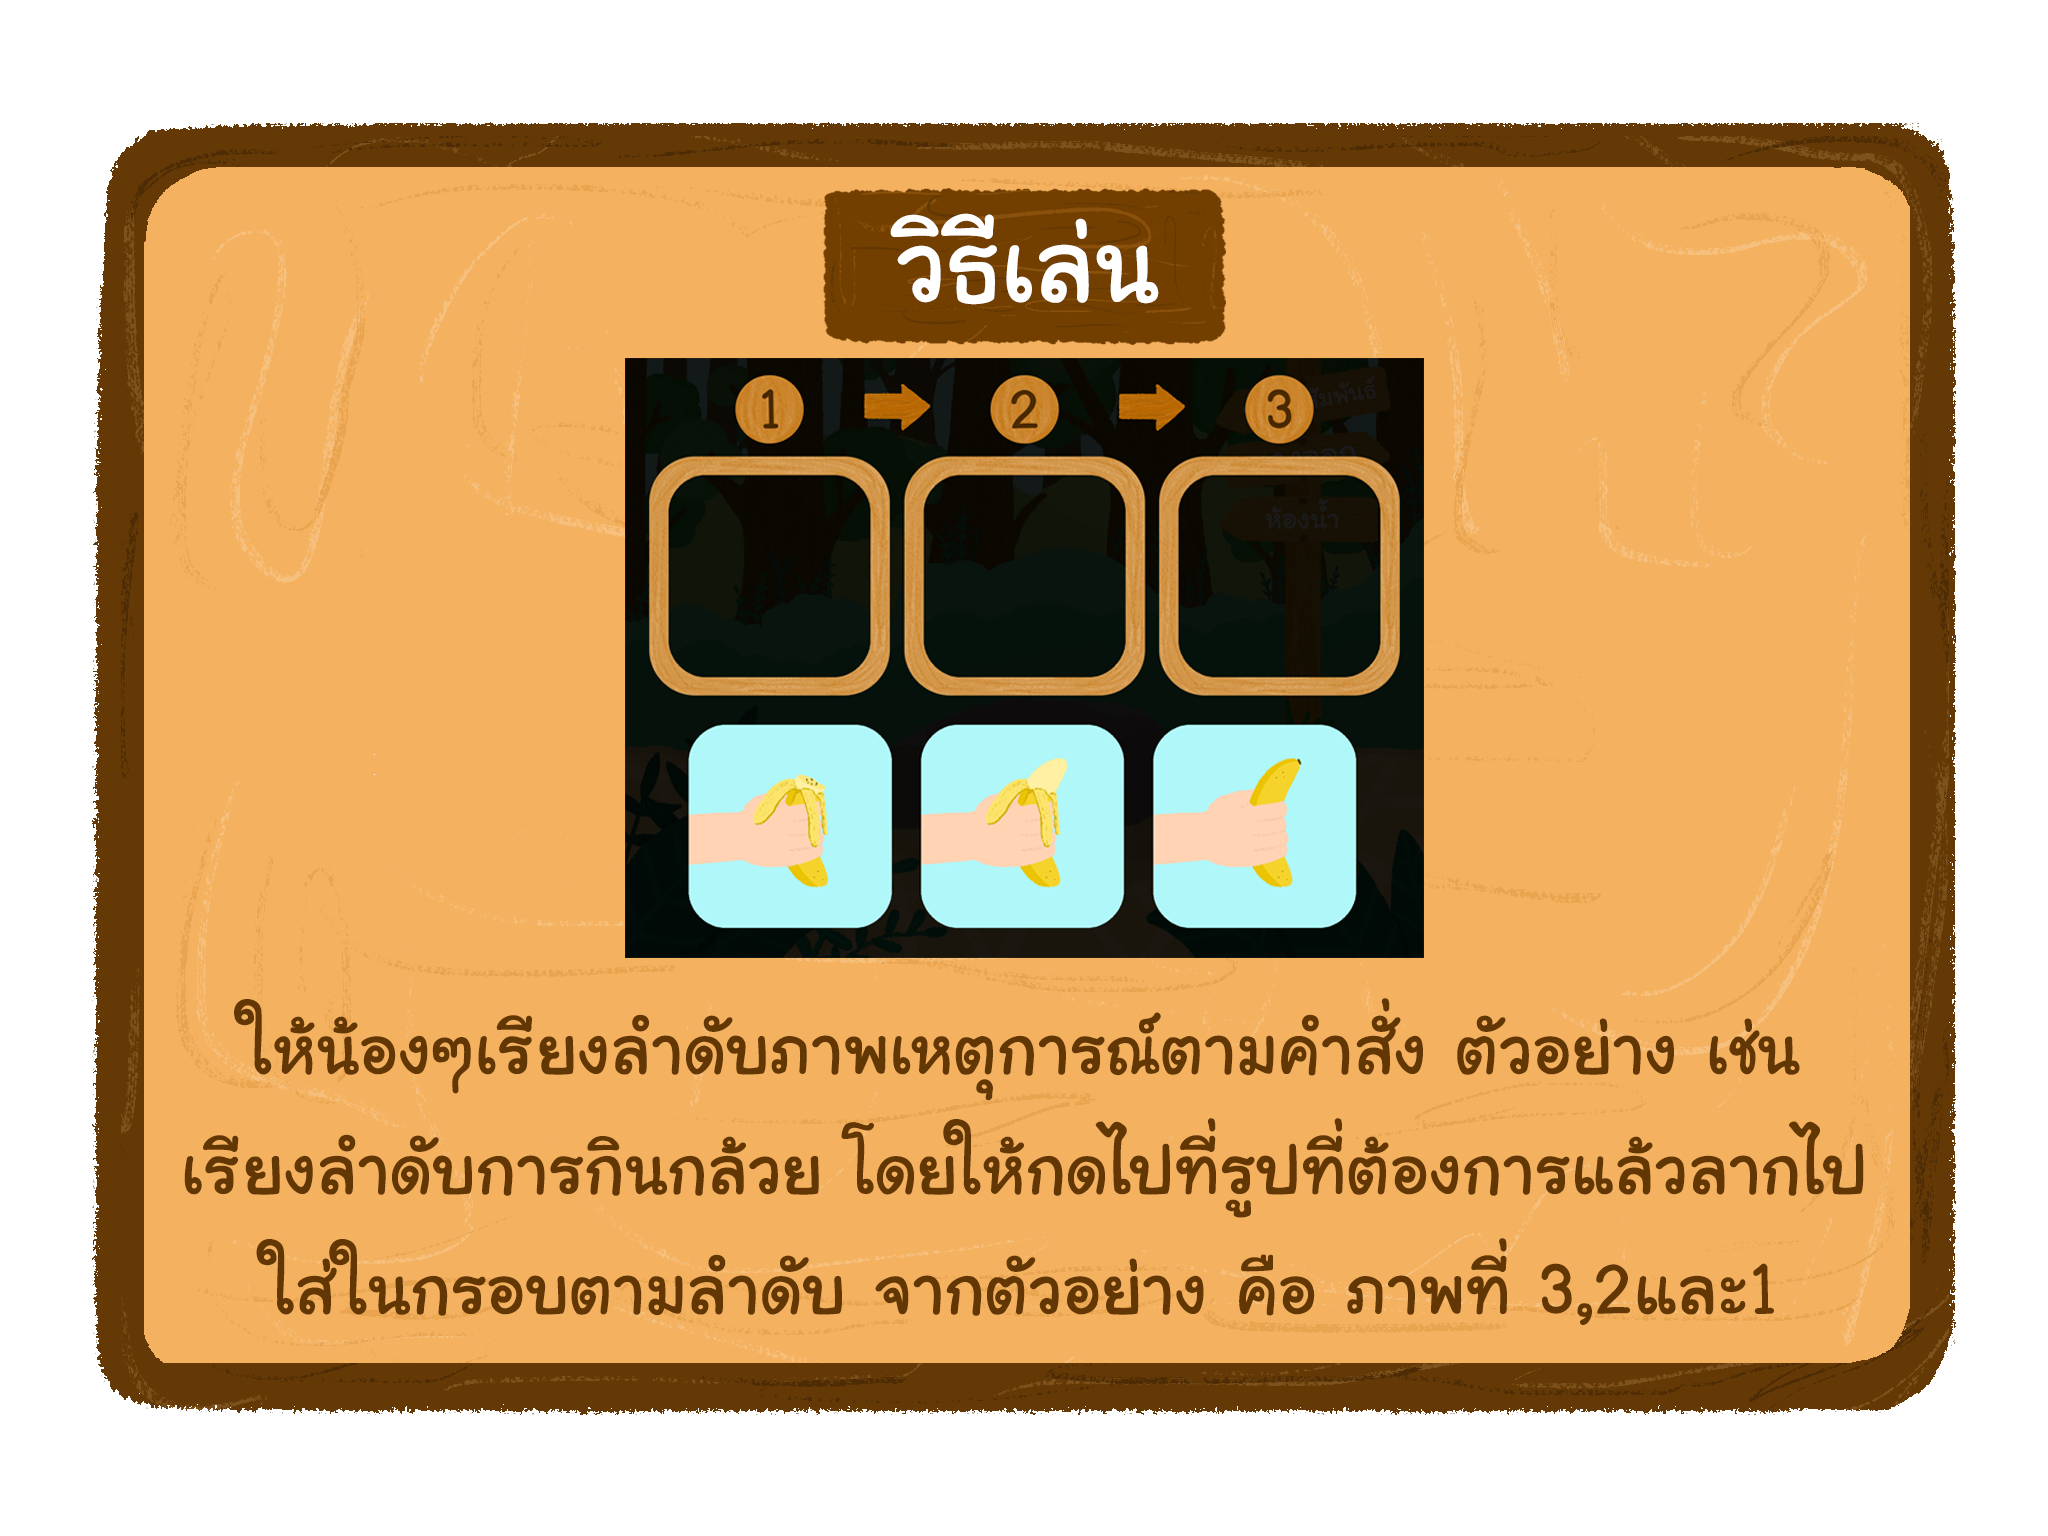 วิธีเล่น
1 2 3
ห้องน้ำ
ให้น้องๆเรียงลำดับภาพเหตุการณ์ตามคำสั่ง ตัวอย่าง เช่น
เรียงลำดับการกินกล้วย โดยให้กดไปที่รูปที่ต้องการแล้วลากไป
ใส่ในกรอบตามลำดับ จากตัวอย่าง คือ ภาพที่ 3,2และ1